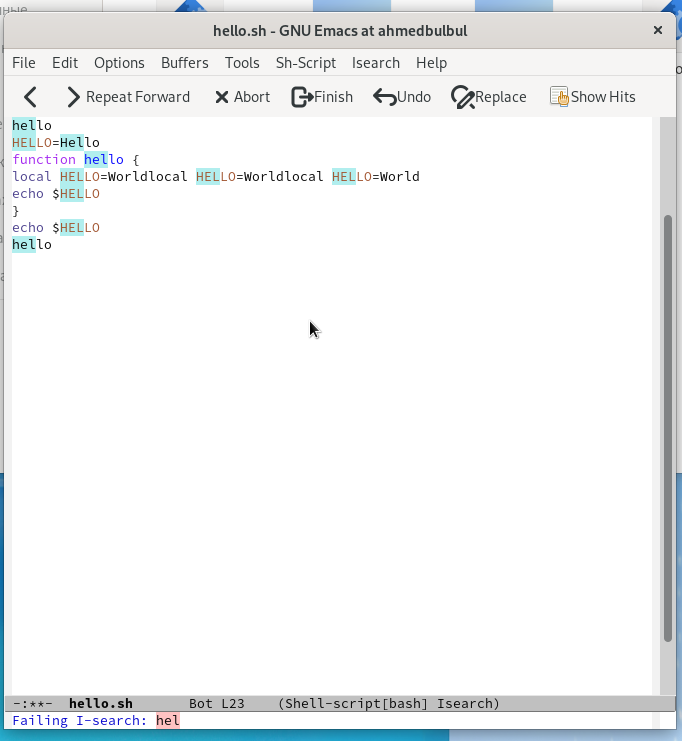 hello.sh - GNU Emacs at ahmedbulbul
File Edit Options Buffers Tools Sh-Script Isearch Help
Repeat Forward Abort Finish Undo Replace Show Hits
hello
HELLO=Hello
function hello {
local HELLO=Worldlocal HELLO=Worldlocal HELLO=World
echo $HELLO
}
echo $HELLO
hello
-:**- hello.sh Bot L23 (Shell-script[bash] Isearch)
Failing I-search: hel